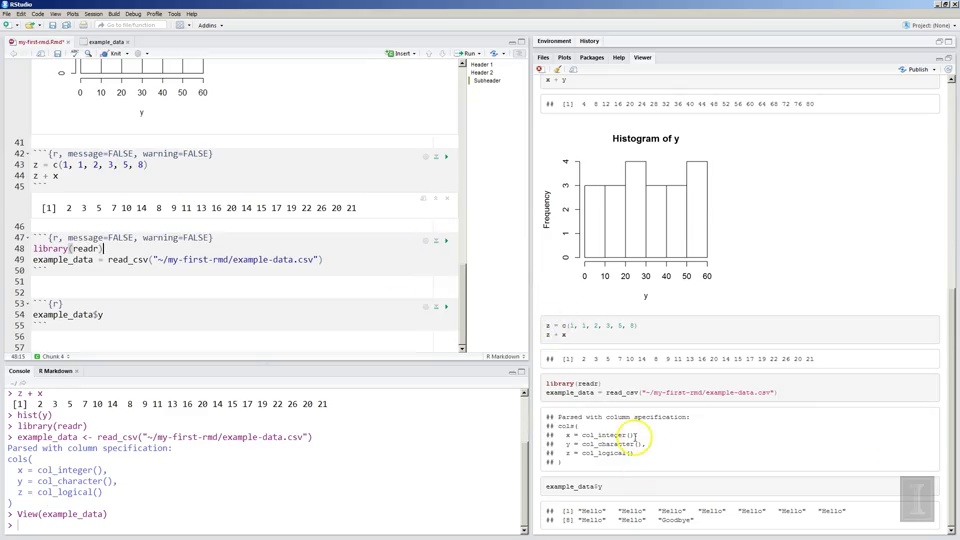 RStudio
File Edit Code View Plots Session Build Debug Profile Tools Help
Go to file/function
Addins
Project: (None)
my-first-rmd.Rmd*
example_data
Knit
Insert
Run
Header 1
Header 2
Subheader
0
0 10 20 30 40 50 60
y
41
42 ```{r, message=FALSE, warning=FALSE}
43 z = c(1, 1, 2, 3, 5, 8)
44 z + x
45 ```
[1] 2 3 5 7 10 14 8 9 11 13 16 20 14 15 17 19 22 26 20 21
46
47 ```{r, message=FALSE, warning=FALSE}
48 library(readr)
49 example_data = read_csv("~/my-first-rmd/example-data.csv")
50 ```
51
52
53 ```{r}
54 example_data$y
55 ```
56
57
48:15 Chunk 4 R Markdown
Console R Markdown
~/
> z + x
[1] 2 3 5 7 10 14 8 9 11 13 16 20 14 15 17 19 22 26 20 21
> hist(y)
> library(readr)
> example_data <- read_csv("~/my-first-rmd/example-data.csv")
Parsed with column specification:
cols(
x = col_integer(),
y = col_character(),
z = col_logical()
)
> View(example_data)
>
Environment History
Files Plots Packages Help Viewer
Publish
x + y
## [1] 4 8 12 16 20 24 28 32 36 40 44 48 52 56 60 64 68 72 76 80
Histogram of y
Frequency
4
3
2
1
0
0 10 20 30 40 50 60
y
z = c(1, 1, 2, 3, 5, 8)
z + x
## [1] 2 3 5 7 10 14 8 9 11 13 16 20 14 15 17 19 22 26 20 21
library(readr)
example_data = read_csv("~/my-first-rmd/example-data.csv")
## Parsed with column specification:
## cols(
## x = col_integer(),
## y = col_character(),
## z = col_logical()
## )
example_data$y
## [1] "Hello" "Hello" "Hello" "Hello" "Hello" "Hello" "Hello"
## [8] "Hello" "Hello" "Goodbye"
I